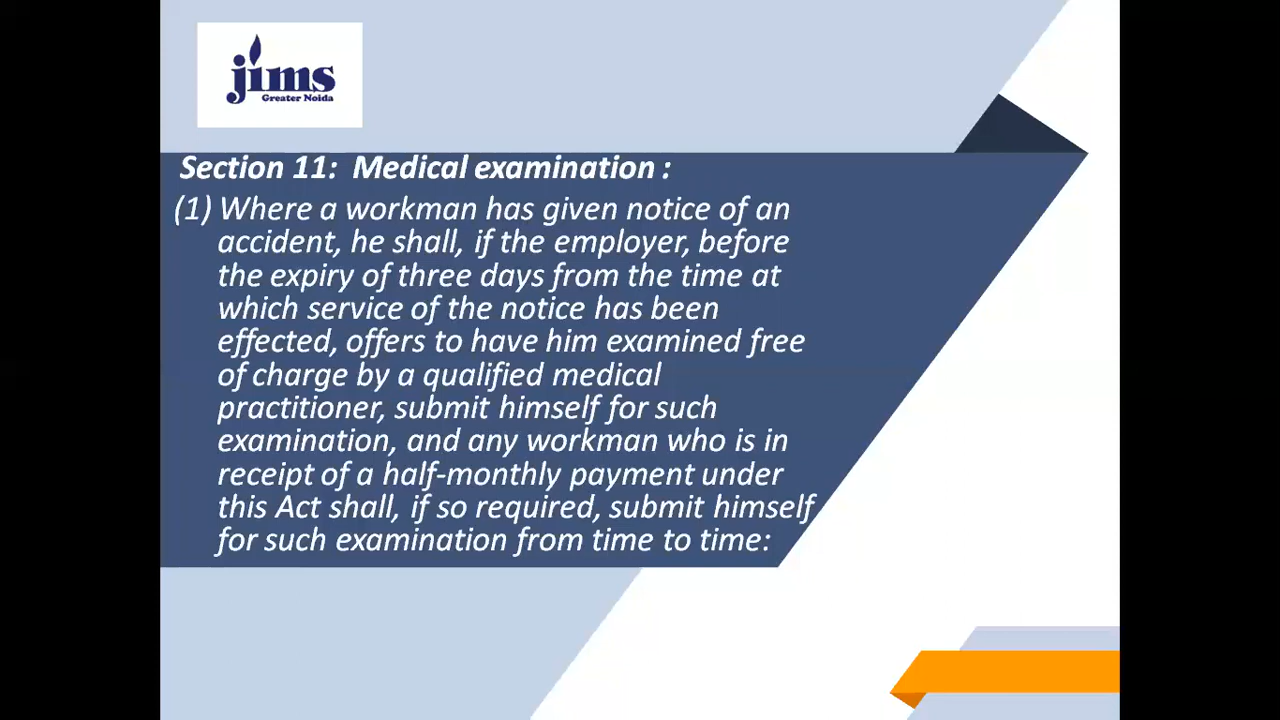 jims
Greater Noida
Section 11:  Medical examination :
(1) Where a workman has given notice of an
accident, he shall, if the employer, before
the expiry of three days from the time at
which service of the notice has been
effected, offers to have him examined free
of charge by a qualified medical
practitioner, submit himself for such
examination, and any workman who is in
receipt of a half-monthly payment under
this Act shall, if so required, submit himself
for such examination from time to time: